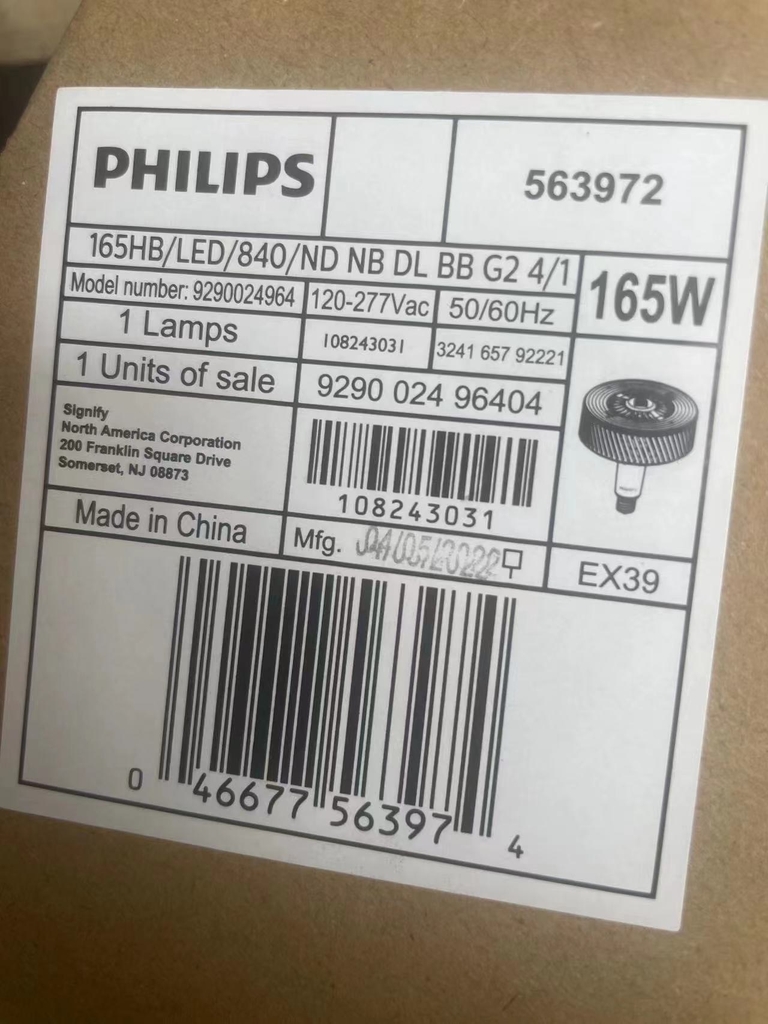 PHILIPS
563972
165HB/LED/840/ND NB DL BB G2 4/1
165W
Model number: 9290024964
120-277Vac
50/60Hz
1 Lamps
108243031
3241 657 92221
1 Units of sale
9290 024 96404
Signify
North America Corporation
200 Franklin Square Drive
Somerset, NJ 08873
108243031
Made in China
Mfg. 04/05/2022
EX39
0 46677 56397 4